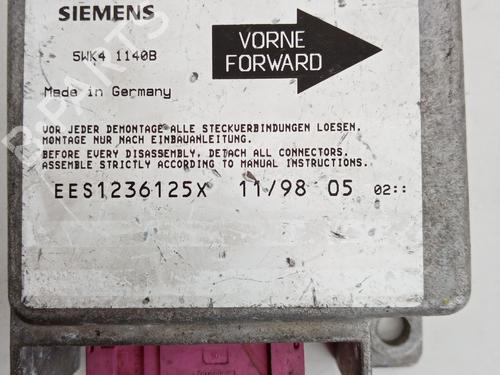 SIEMENS
5WK4 1140B
Made in Germany
VORNE
FORWARD
VOR JEDER DEMONTAGE ALLE STECKVERBINDUNGEN LOESEN.
MONTAGE NUR NACH EINBAUANLEITUNG.
BEFORE EVERY DISASSEMBLY, DETACH ALL CONNECTORS.
ASSEMBLE STRICTLY ACCORDING TO MANUAL INSTRUCTIONS.
EES1236125X 11/98 05 02::
B-PARTS